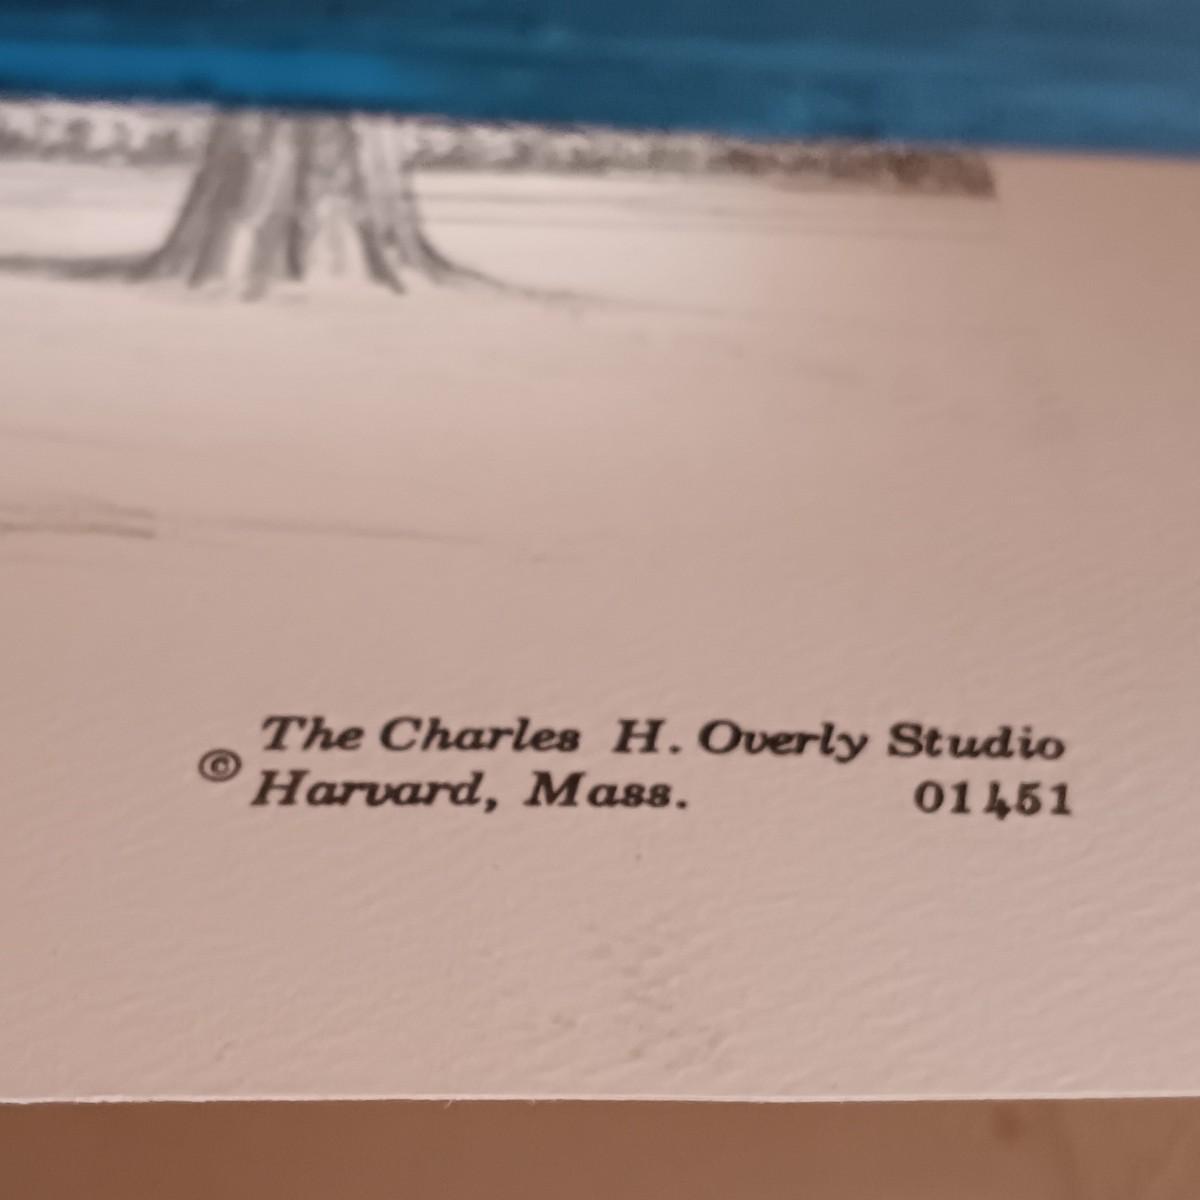 © The Charles H. Overly Studio
Harvard, Mass. 01451